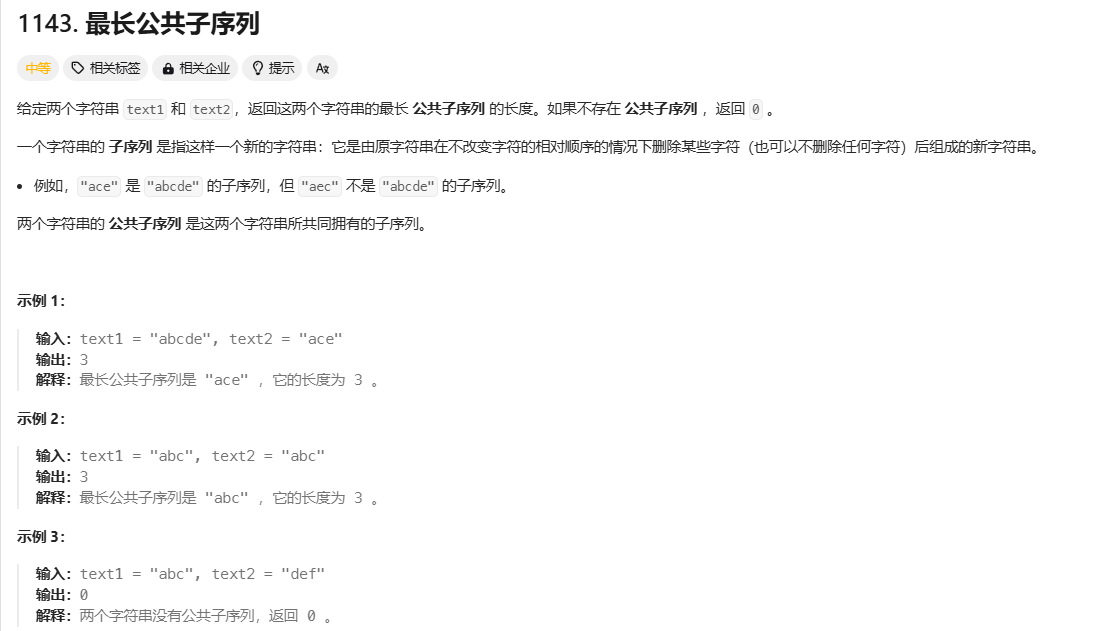 1143. 最长公共子序列
中等 相关标签 相关企业 提示 Ax
给定两个字符串 text1 和 text2，返回这两个字符串的最长 公共子序列 的长度。如果不存在 公共子序列 ，返回 0 。
一个字符串的 子序列 是指这样一个新的字符串：它是由原字符串在不改变字符的相对顺序的情况下删除某些字符（也可以不删除任何字符）后组成的新字符串。
• 例如，"ace" 是 "abcde" 的子序列，但 "aec" 不是 "abcde" 的子序列。
两个字符串的 公共子序列 是这两个字符串所共同拥有的子序列。
示例 1：
输入：text1 = "abcde", text2 = "ace"
输出：3
解释：最长公共子序列是 "ace" ，它的长度为 3 。
示例 2：
输入：text1 = "abc", text2 = "abc"
输出：3
解释：最长公共子序列是 "abc" ，它的长度为 3 。
示例 3：
输入：text1 = "abc", text2 = "def"
输出：0
解释：两个字符串没有公共子序列，返回 0 。